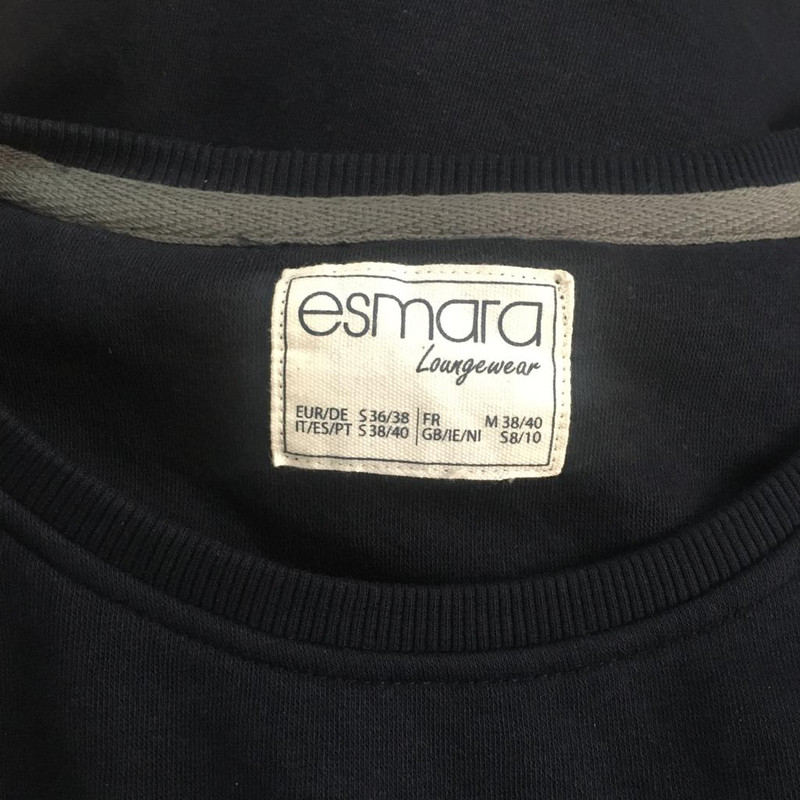 esmara
Loungewear
EUR/DE S 36/38 | FR M 38/40
IT/ES/PT S 38/40 | GB/IE/NI S8/10